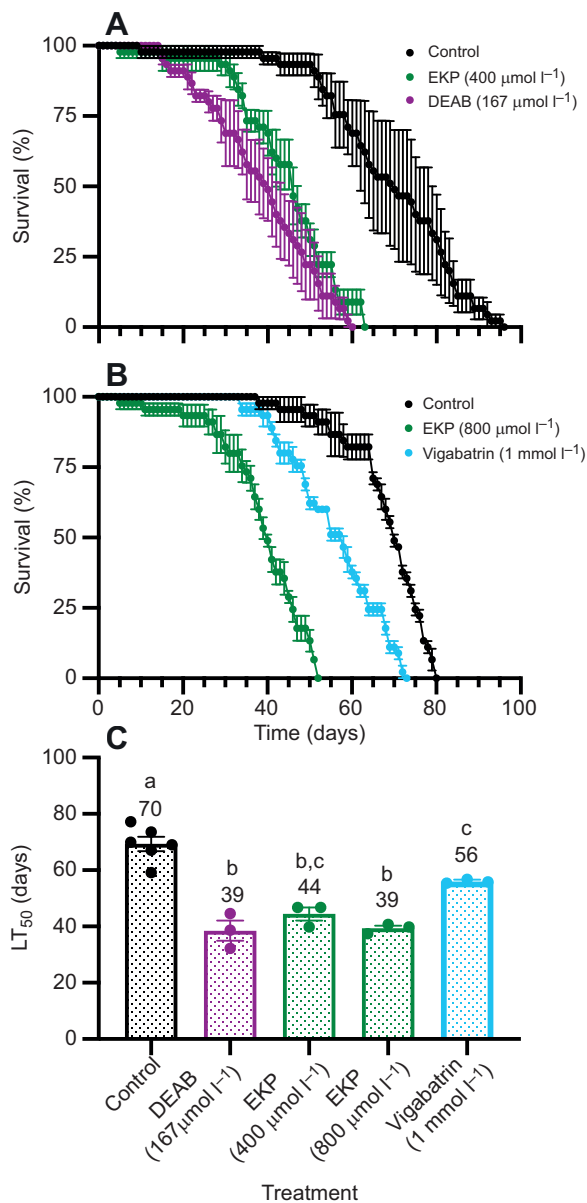 A
100
75
50
25
0
Survival (%)
Control
EKP (400 μmol l⁻¹)
DEAB (167 μmol l⁻¹)
B
100
75
50
25
0
Survival (%)
Control
EKP (800 μmol l⁻¹)
Vigabatrin (1 mmol l⁻¹)
0 20 40 60 80 100
Time (days)
C
100
80
60
40
20
0
LT₅₀ (days)
a
70
b
39
b,c
44
b
39
c
56
Control
DEAB
(167μmol l⁻¹)
EKP
(400 μmol l⁻¹)
EKP
(800 μmol l⁻¹)
Vigabatrin
(1 mmol l⁻¹)
Treatment